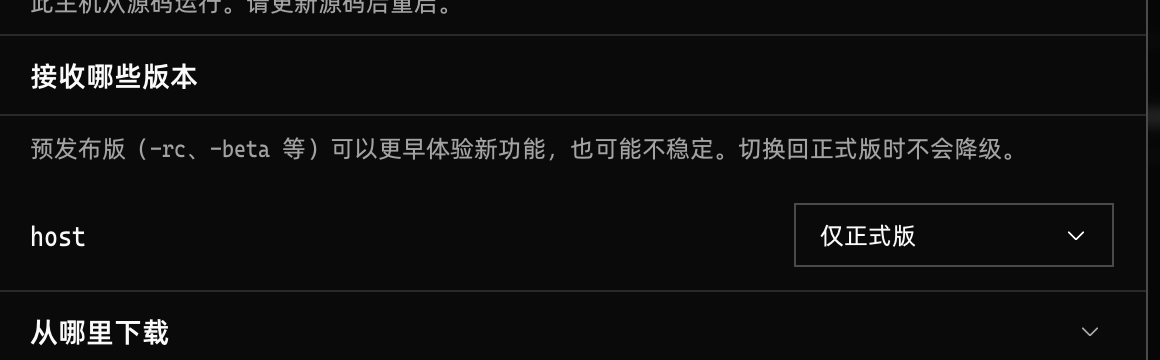 此主机从源码运行。请更新源码后重启。
接收哪些版本
预发布版（-rc、-beta 等）可以更早体验新功能，也可能不稳定。切换回正式版时不会降级。
host
仅正式版
从哪里下载